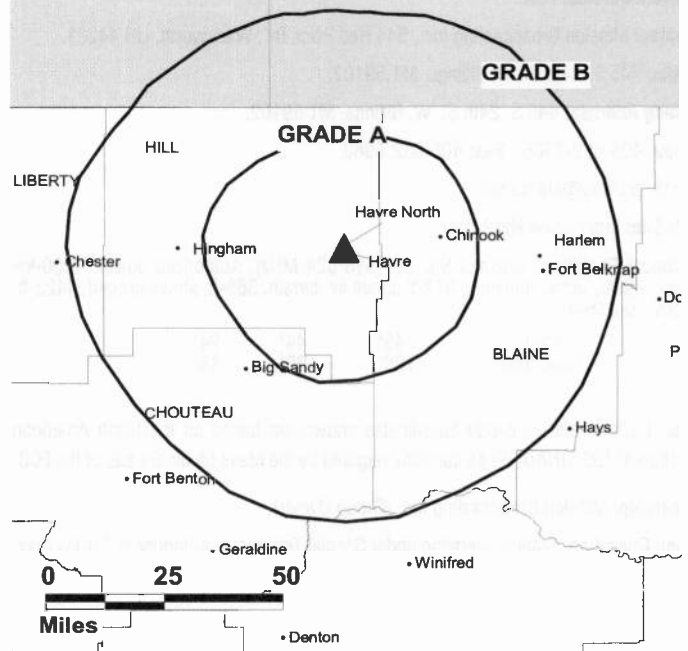 GRADE B
GRADE A
HILL
LIBERTY
Havre North
Chinook
Harlem
Hingham
Havre
Chester
Fort Belknap
Do
BLAINE
P
Big Sandy
CHOUTEAU
Hays
Fort Benton
Geraldine
Winifred
0 25 50
Miles
Denton